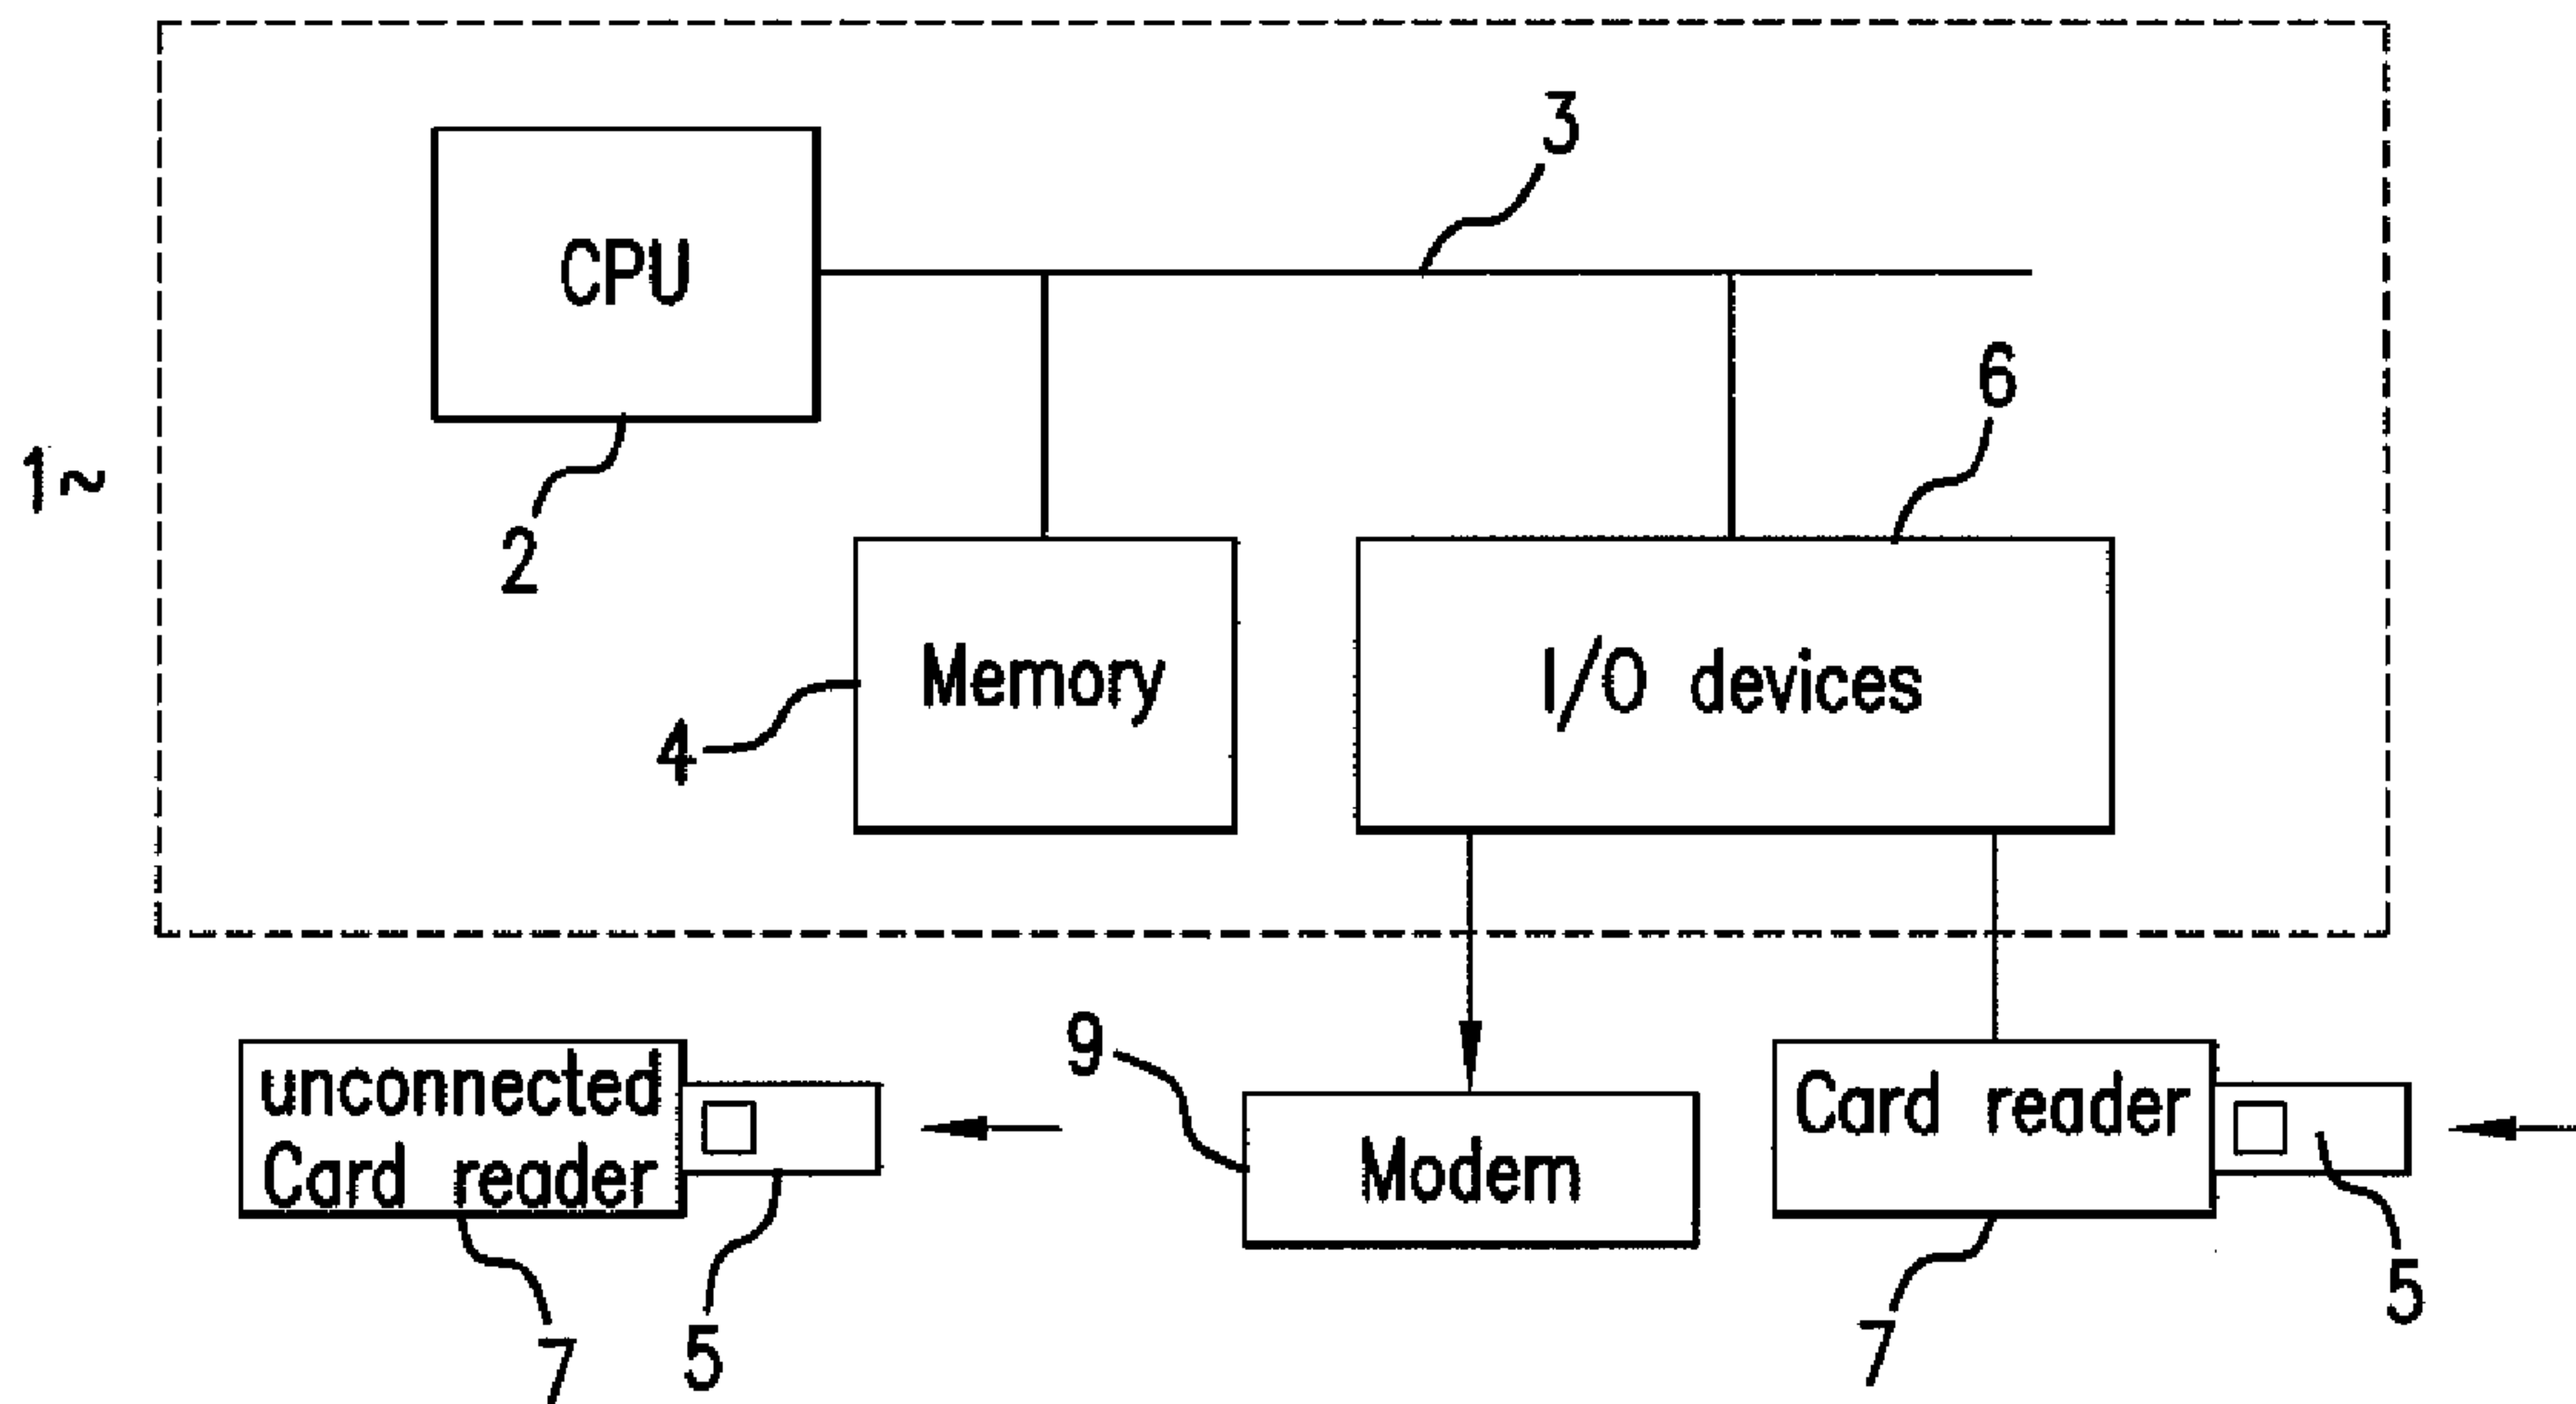 3
CPU
6
1~
2
Memory
I/O devices
4
9
unconnected
Card reader
Modem
Card reader
5
7
5
7